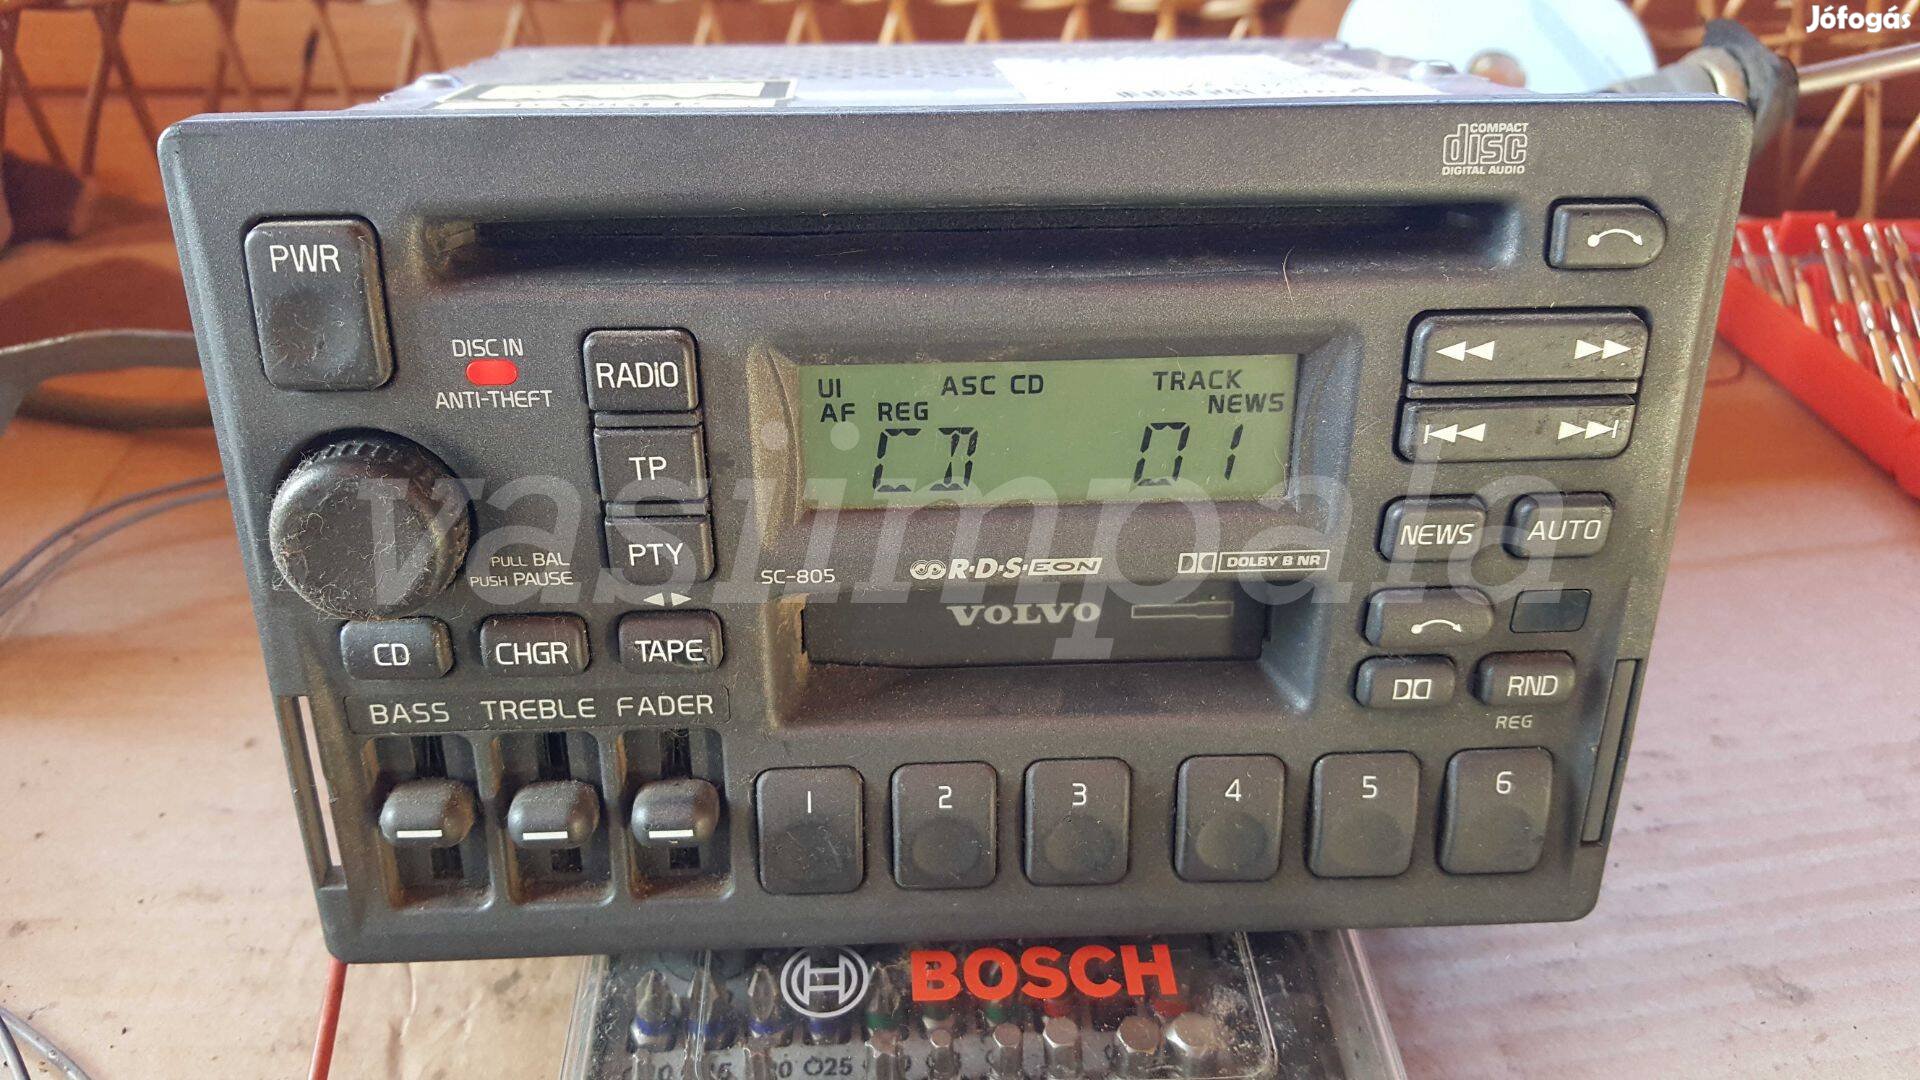 Jófogás
COMPACT
disc
DIGITAL AUDIO
PWR
DISC IN
ANTI-THEFT
RADIO
TP
PTY
UI ASC CD TRACK
AF REG NEWS
CD 01
vasiimpala
PULL BAL
PUSH PAUSE
SC-805
R·D·S·EON
DOLBY B NR
VOLVO
NEWS
AUTO
CD
CHGR
TAPE
RND
REG
BASS TREBLE FADER
1 2 3 4 5 6
BOSCH
25